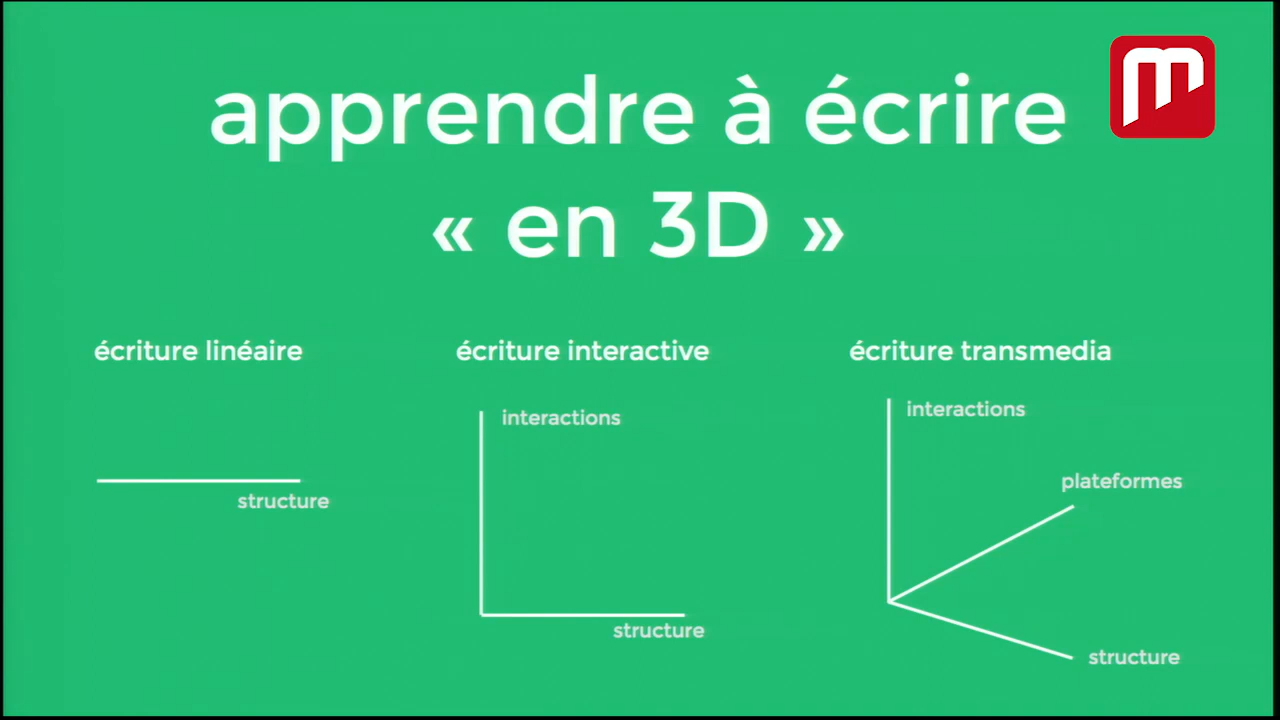 apprendre à écrire
« en 3D »
écriture linéaire
structure
écriture interactive
interactions
structure
écriture transmedia
interactions
plateformes
structure